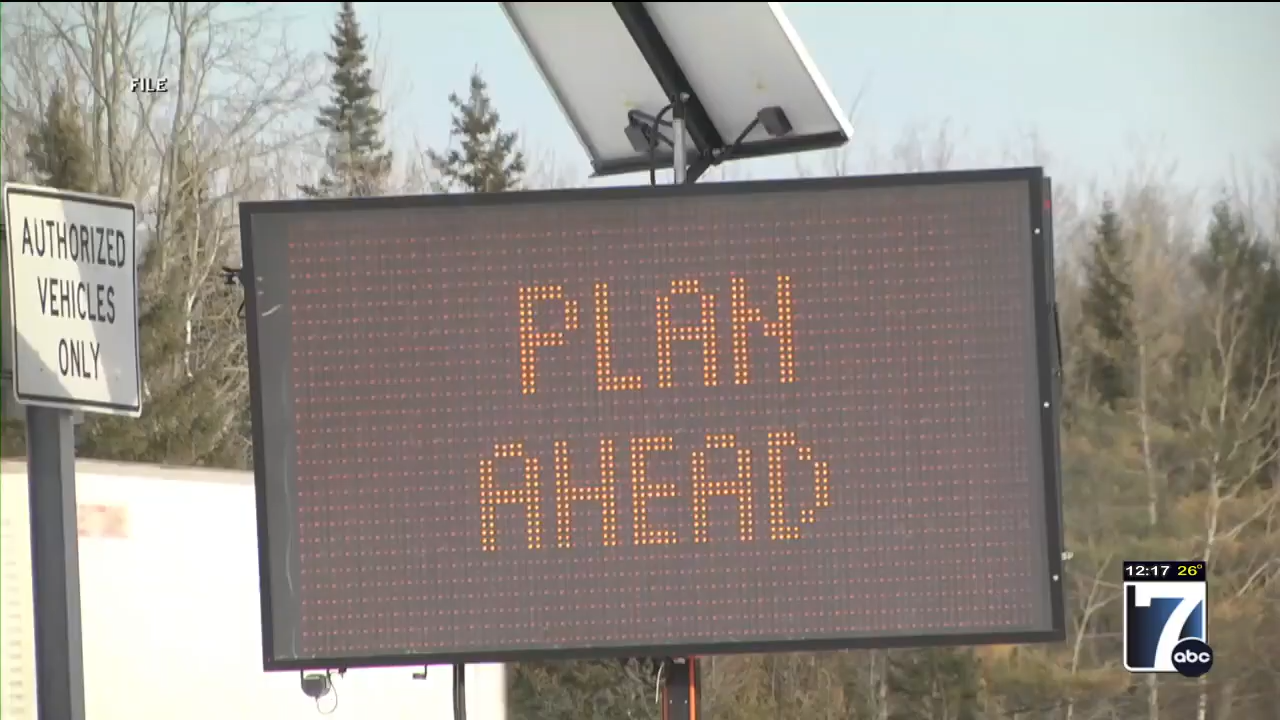 FILE
AUTHORIZED
VEHICLES
ONLY
PLAN
AHEAD
12:17 26°
7
abc